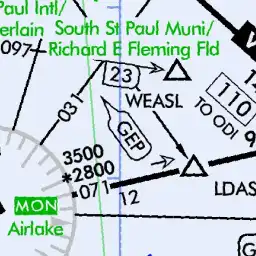 Paul Intl/
South St Paul Muni/
erlain
Richard E Fleming Fld
097
23
WEASL
031
110
TO ODI
GEP
3500
*2800
071
12
LDAS
MON
Airlake